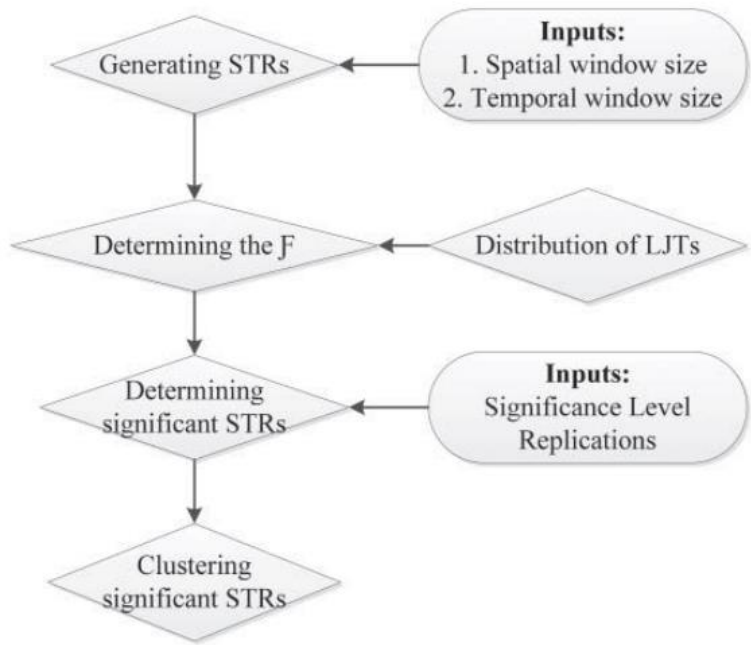 Generating STRs
Inputs:
1. Spatial window size
2. Temporal window size
Determining the Ƒ
Distribution of LJTs
Determining
significant STRs
Inputs:
Significance Level
Replications
Clustering
significant STRs